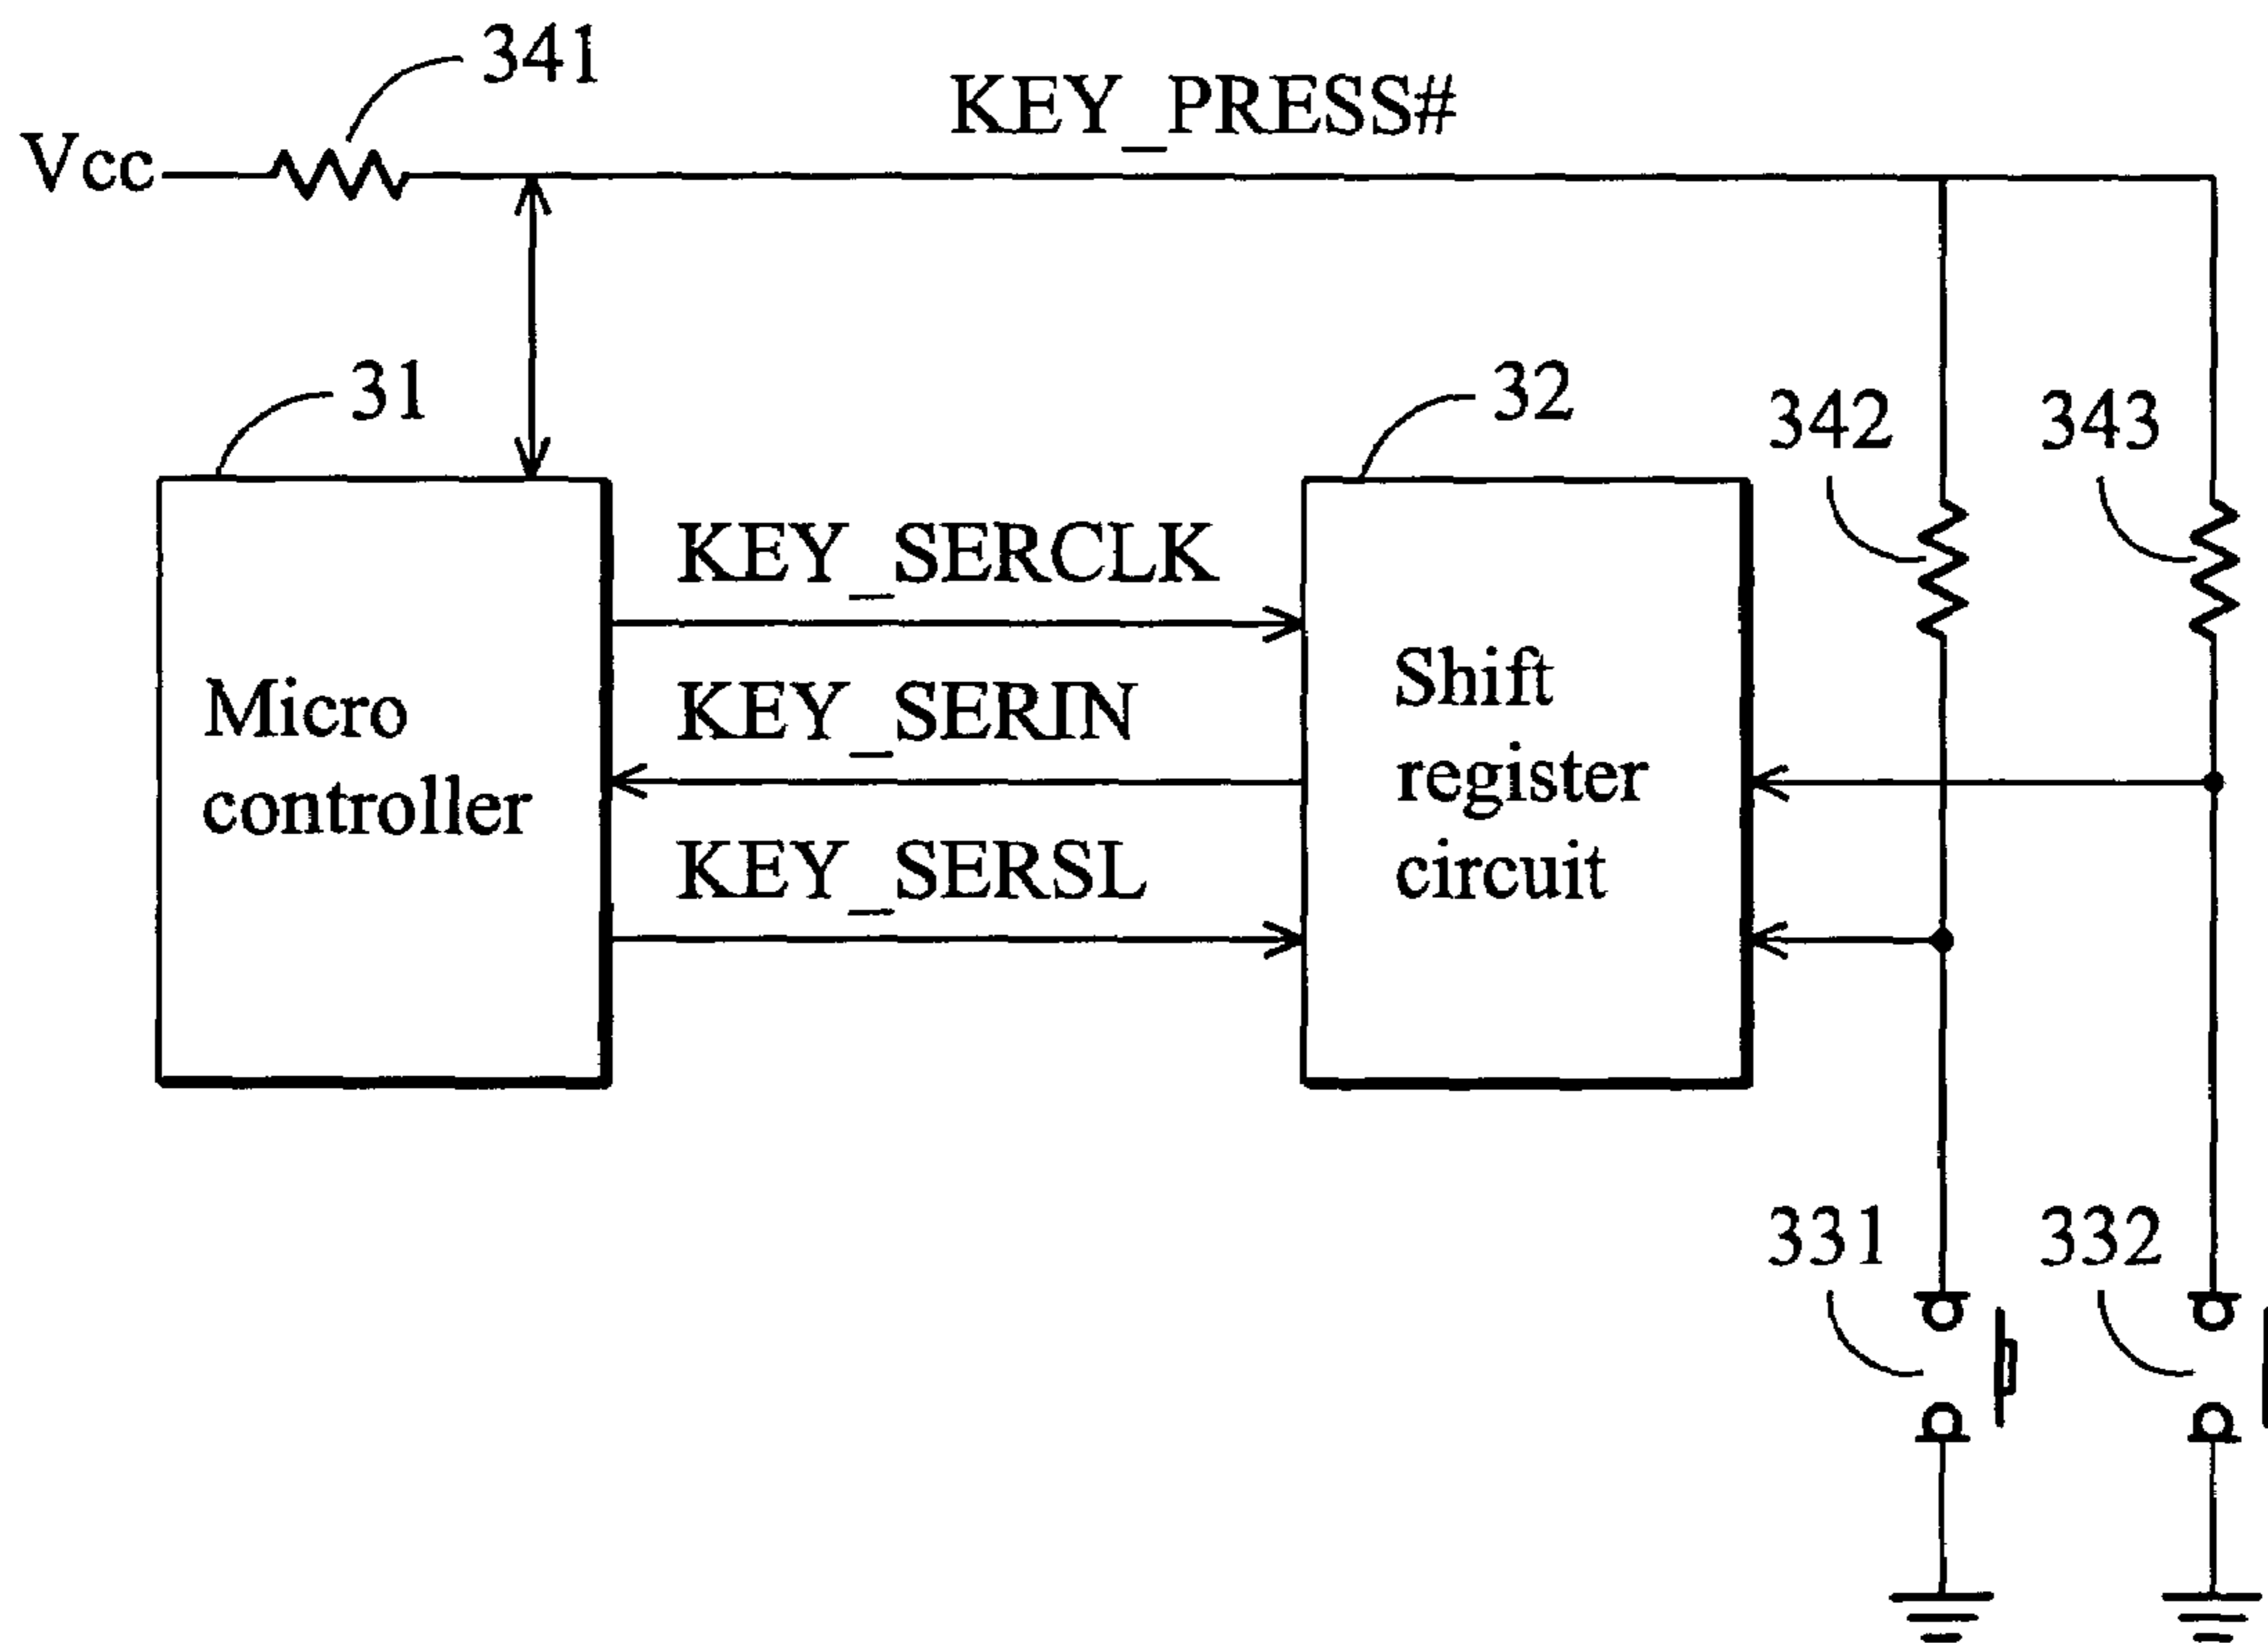 341
KEY_PRESS#
Vcc
31
32
342
343
KEY_SERCLK
KEY_SERIN
KEY_SERSL
Micro
controller
Shift
register
circuit
331
332